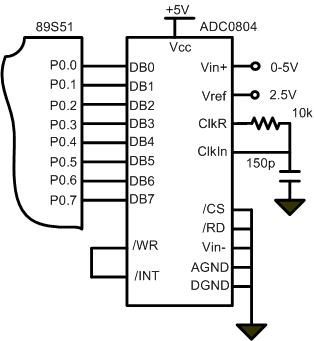 +5V
89S51 ADC0804
Vcc
P0.0 DB0 Vin+ 0-5V
P0.1 DB1
P0.2 DB2 Vref 2.5V
P0.3 DB3 ClkR 10k
P0.4 DB4
P0.5 DB5 ClkIn 150p
P0.6 DB6
P0.7 DB7
/CS
/RD
/WR Vin-
AGND
/INT DGND